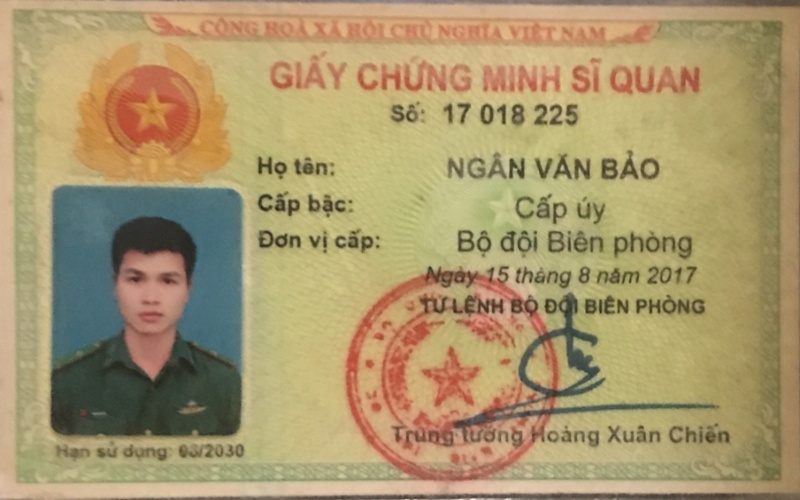 CỘNG HOÀ XÃ HỘI CHỦ NGHĨA VIỆT NAM
GIẤY CHỨNG MINH SĨ QUAN
Số: 17 018 225
Họ tên: NGÂN VĂN BẢO
Cấp bậc: Cấp úy
Đơn vị cấp: Bộ đội Biên phòng
Ngày 15 tháng 8 năm 2017
TƯ LỆNH BỘ ĐỘI BIÊN PHÒNG
Trung tướng Hoàng Xuân Chiến
Hạn sử dụng: 03/2030